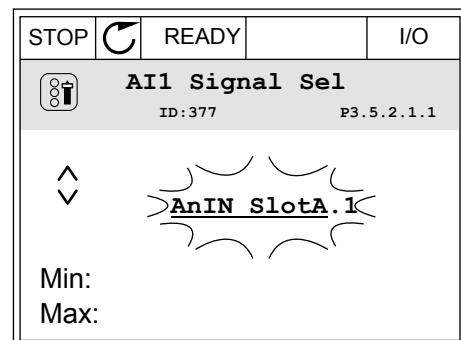 STOP READY I/O
AI1 Signal Sel
ID:377 P3.5.2.1.1
AnIN SlotA.1
Min:
Max: